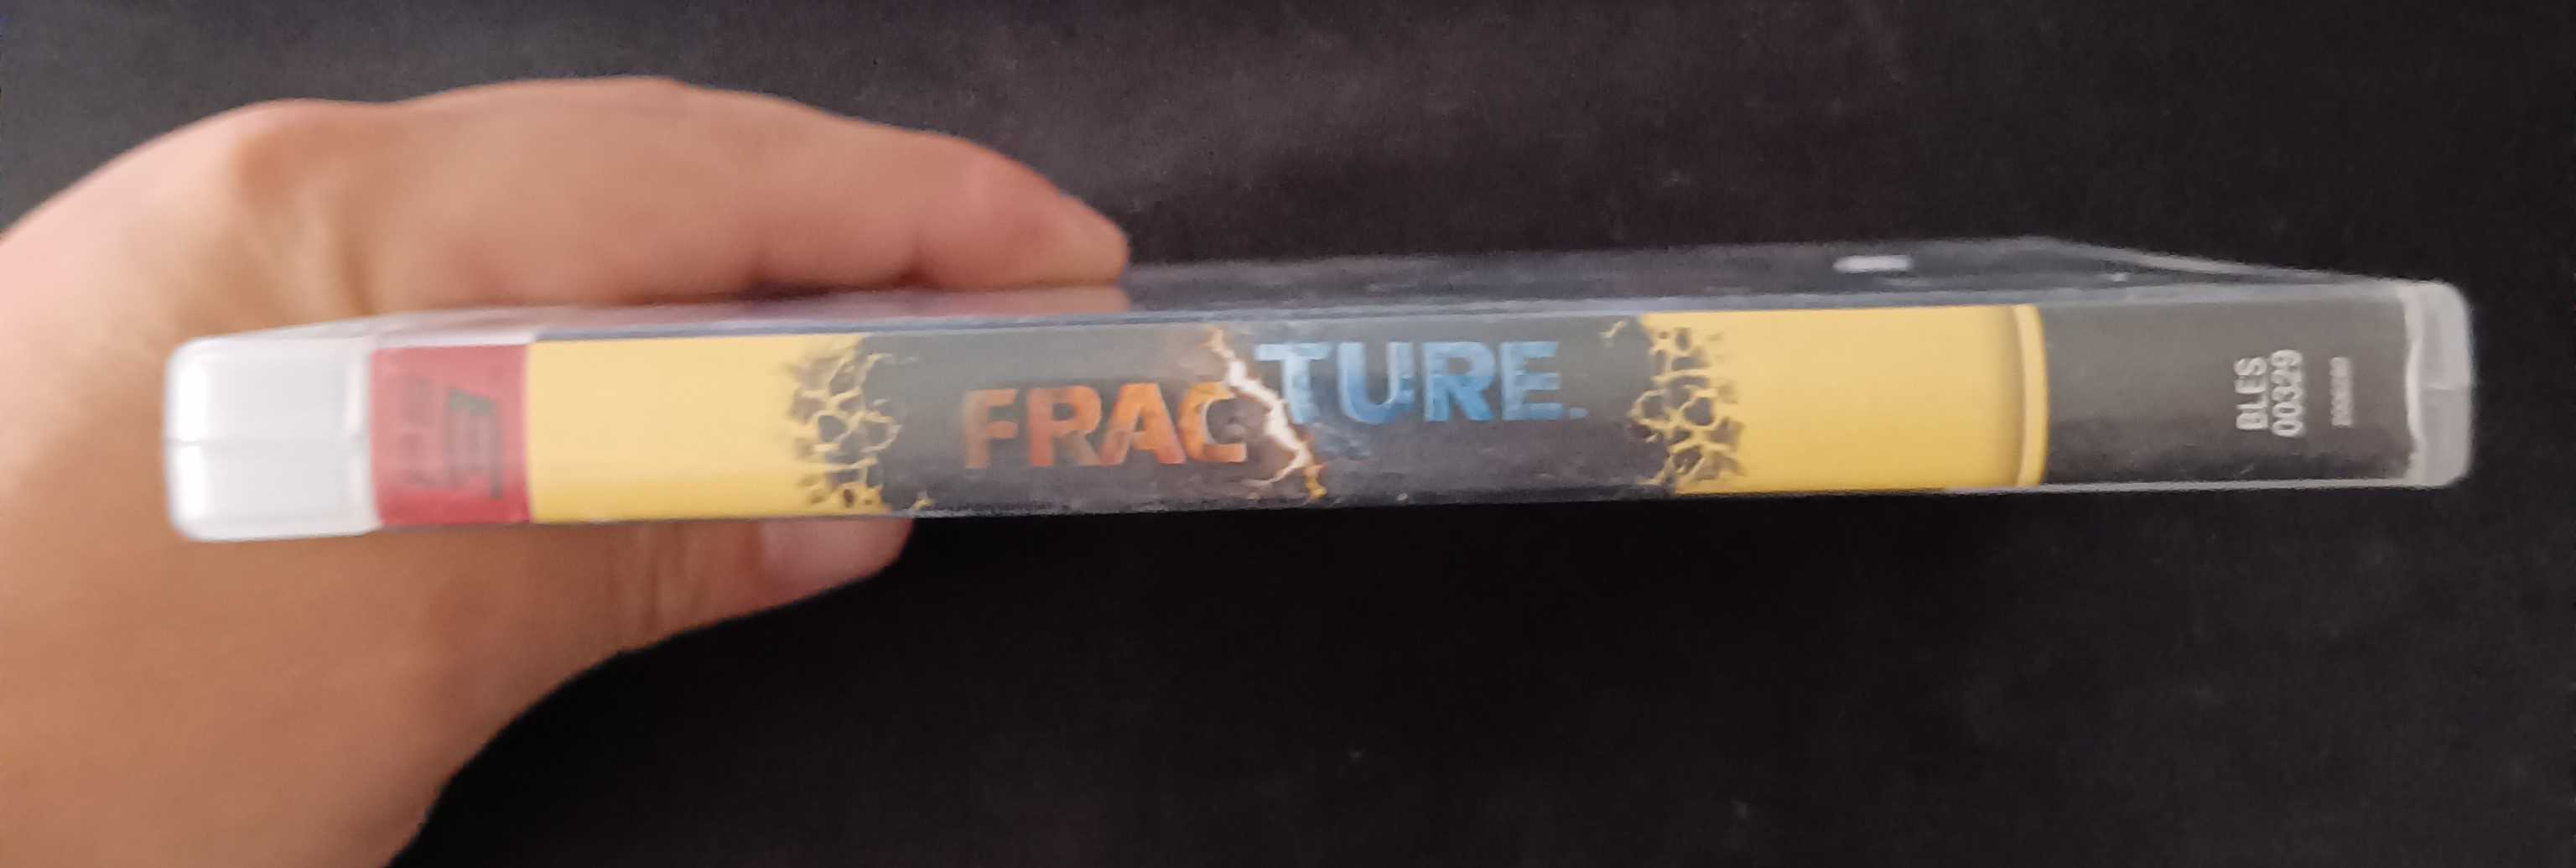 FRACTURE.
BLES
00329